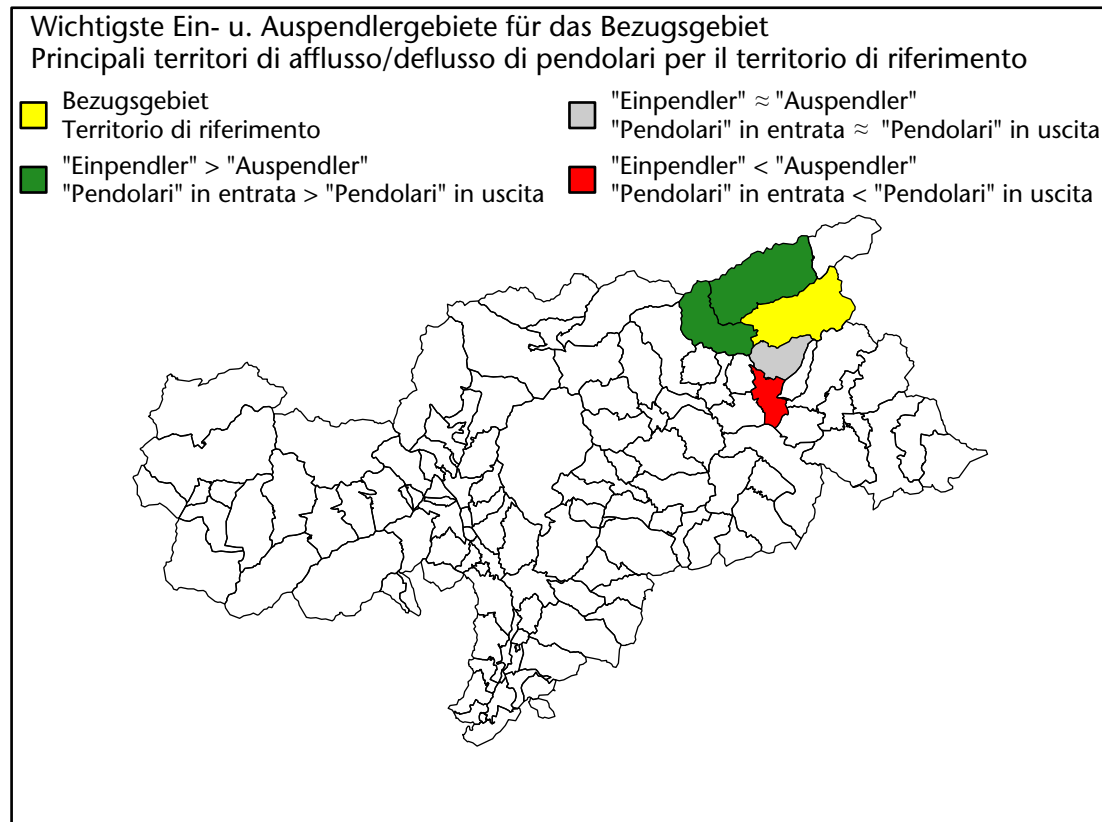 Wichtigste Ein- u. Auspendlergebiete für das Bezugsgebiet
Principali territori di afflusso/deflusso di pendolari per il territorio di riferimento
Bezugsgebiet
Territorio di riferimento
"Einpendler" > "Auspendler"
"Pendolari" in entrata > "Pendolari" in uscita
"Einpendler" ≈ "Auspendler"
"Pendolari" in entrata ≈ "Pendolari" in uscita
"Einpendler" < "Auspendler"
"Pendolari" in entrata < "Pendolari" in uscita